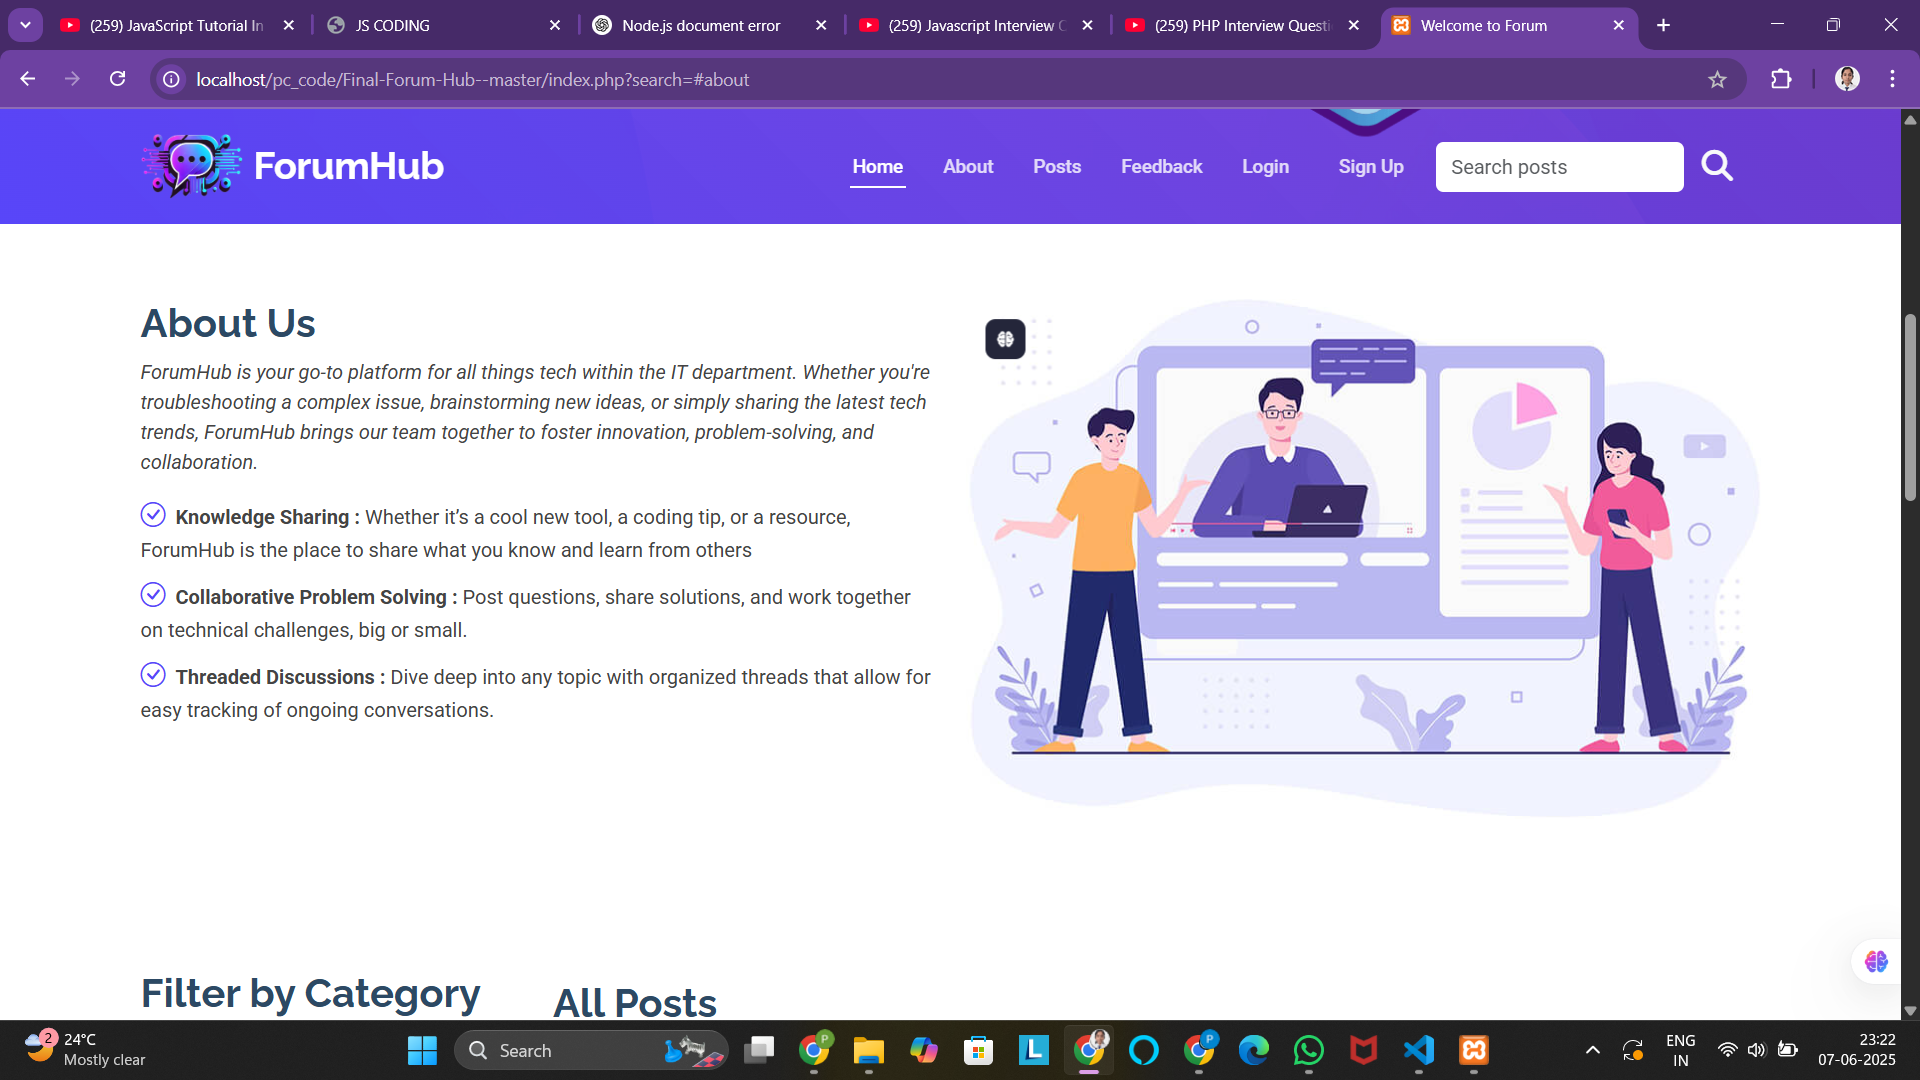 (259) JavaScript Tutorial In
JS CODING
Node.js document error
(259) Javascript Interview C
(259) PHP Interview Questi
Welcome to Forum
localhost/pc_code/Final-Forum-Hub--master/index.php?search=#about
ForumHub
Home
About
Posts
Feedback
Login
Sign Up
Search posts
About Us
ForumHub is your go-to platform for all things tech within the IT department. Whether you're
troubleshooting a complex issue, brainstorming new ideas, or simply sharing the latest tech
trends, ForumHub brings our team together to foster innovation, problem-solving, and
collaboration.
Knowledge Sharing : Whether it’s a cool new tool, a coding tip, or a resource,
ForumHub is the place to share what you know and learn from others
Collaborative Problem Solving : Post questions, share solutions, and work together
on technical challenges, big or small.
Threaded Discussions : Dive deep into any topic with organized threads that allow for
easy tracking of ongoing conversations.
Filter by Category
All Posts
2
24°C
Mostly clear
Search
P
L
P
ENG
IN
23:22
07-06-2025